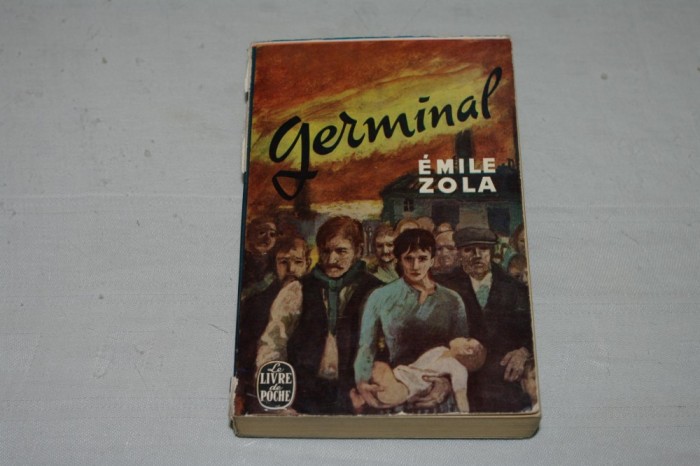 germinal
ÉMILE
ZOLA
Le
LIVRE
de
POCHE